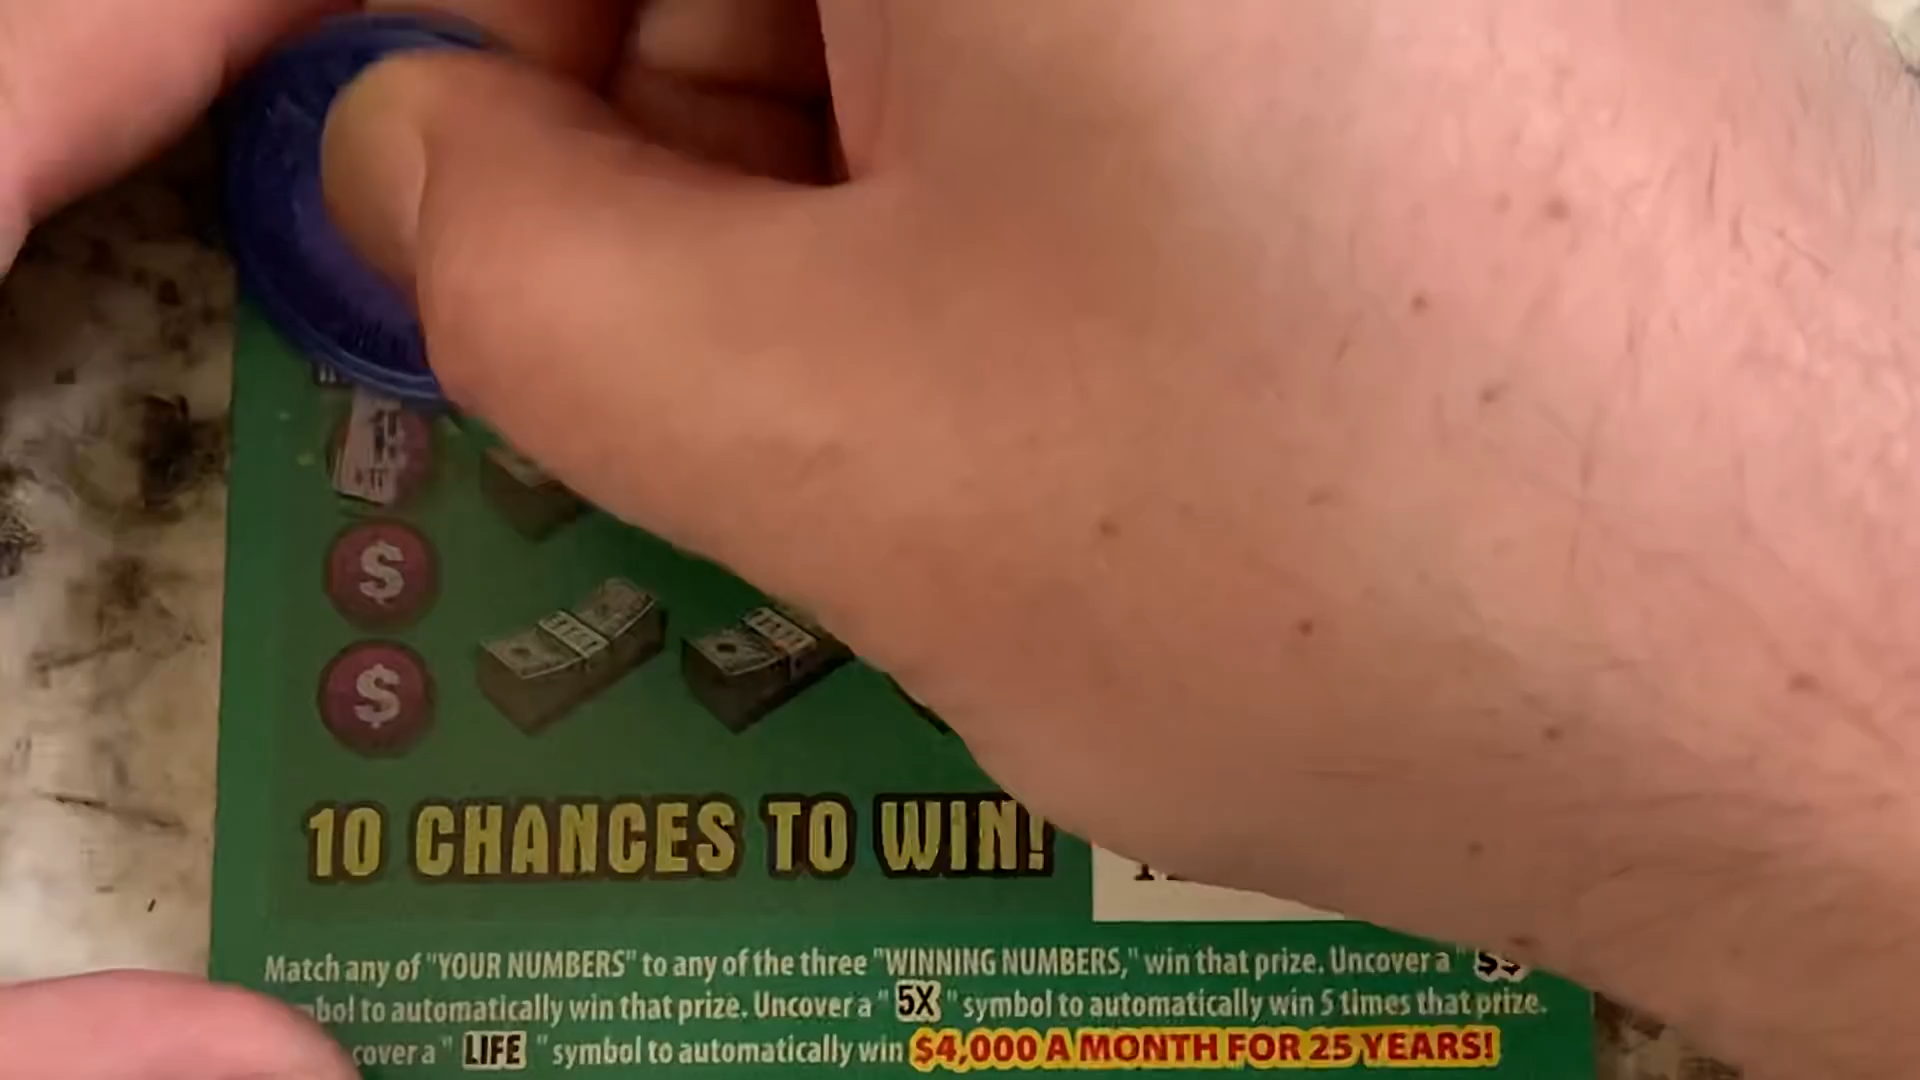 $
$
10 CHANCES TO WIN!
Match any of "YOUR NUMBERS" to any of the three "WINNING NUMBERS," win that prize. Uncover a " $$
to automatically win that prize. Uncover a " 5X " symbol to automatically win 5 times that prize.
" LIFE " symbol to automatically win $4,000 A MONTH FOR 25 YEARS!